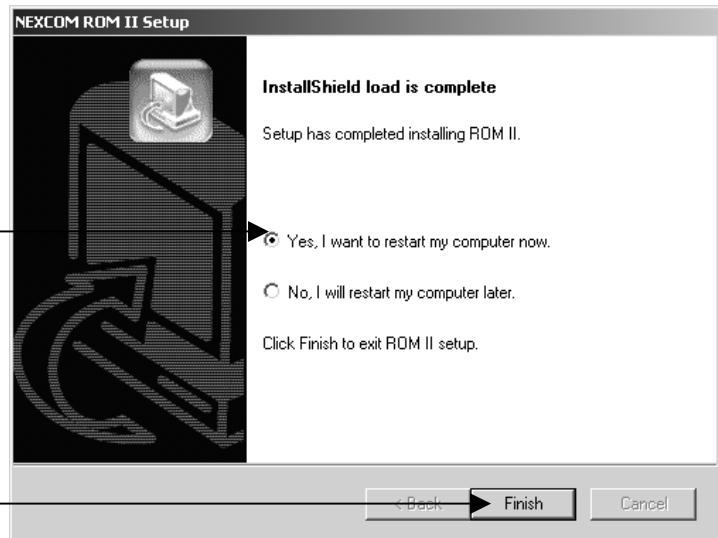 NEXCOM ROM II Setup
InstallShield load is complete
Setup has completed installing ROM II.
Yes, I want to restart my computer now.
No, I will restart my computer later.
Click Finish to exit ROM II setup.
< Back Finish Cancel